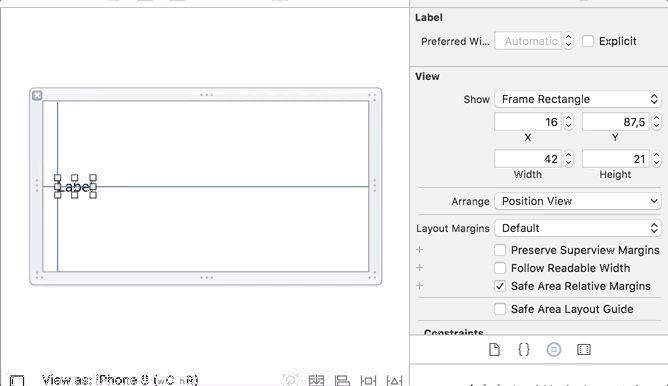 Label
Preferred Wi... Automatic Explicit
View
Show Frame Rectangle
16 87,5
X Y
42 21
Width Height
Arrange Position View
Layout Margins Default
+ Preserve Superview Margins
+ Follow Readable Width
+ Safe Area Relative Margins
Safe Area Layout Guide
Constraints
{}
Label
View as: iPhone 8 (wC hR)